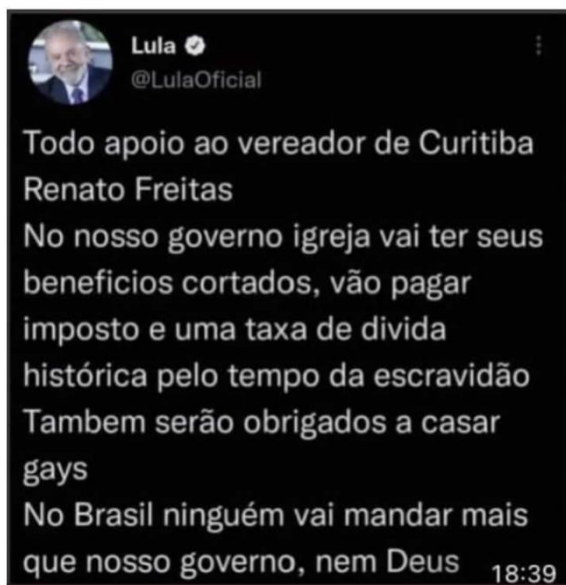 Lula
@LulaOficial
Todo apoio ao vereador de Curitiba
Renato Freitas
No nosso governo igreja vai ter seus
beneficios cortados, vão pagar
imposto e uma taxa de divida
histórica pelo tempo da escravidão
Tambem serão obrigados a casar
gays
No Brasil ninguém vai mandar mais
que nosso governo, nem Deus
18:39